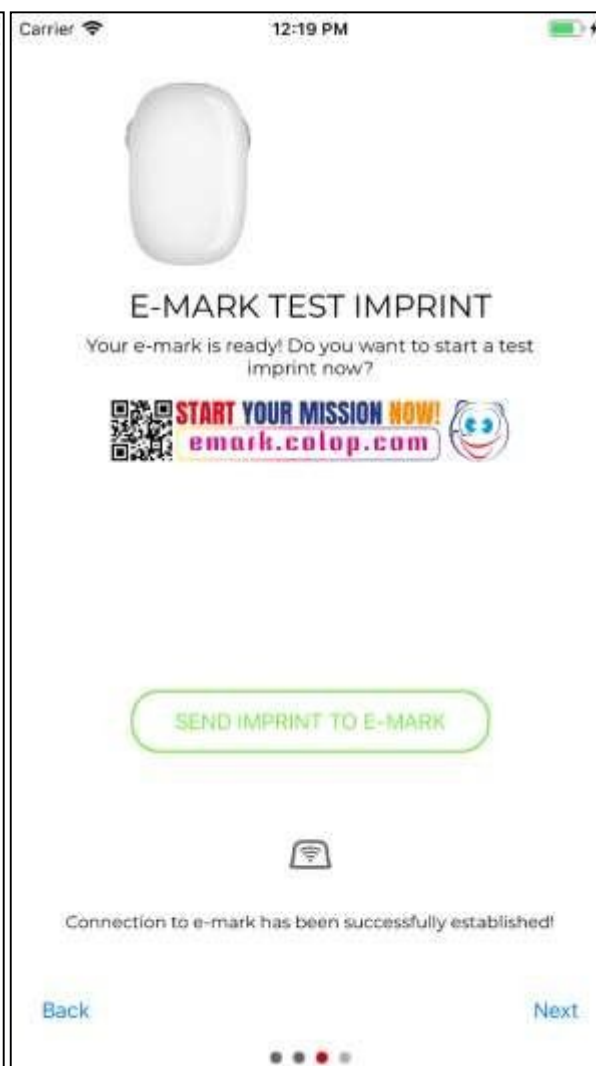 Carrier 12:19 PM
E-MARK TEST IMPRINT
Your e-mark is ready! Do you want to start a test
imprint now?
START YOUR MISSION NOW!
emark.colop.com
SEND IMPRINT TO E-MARK
Connection to e-mark has been successfully established!
Back Next